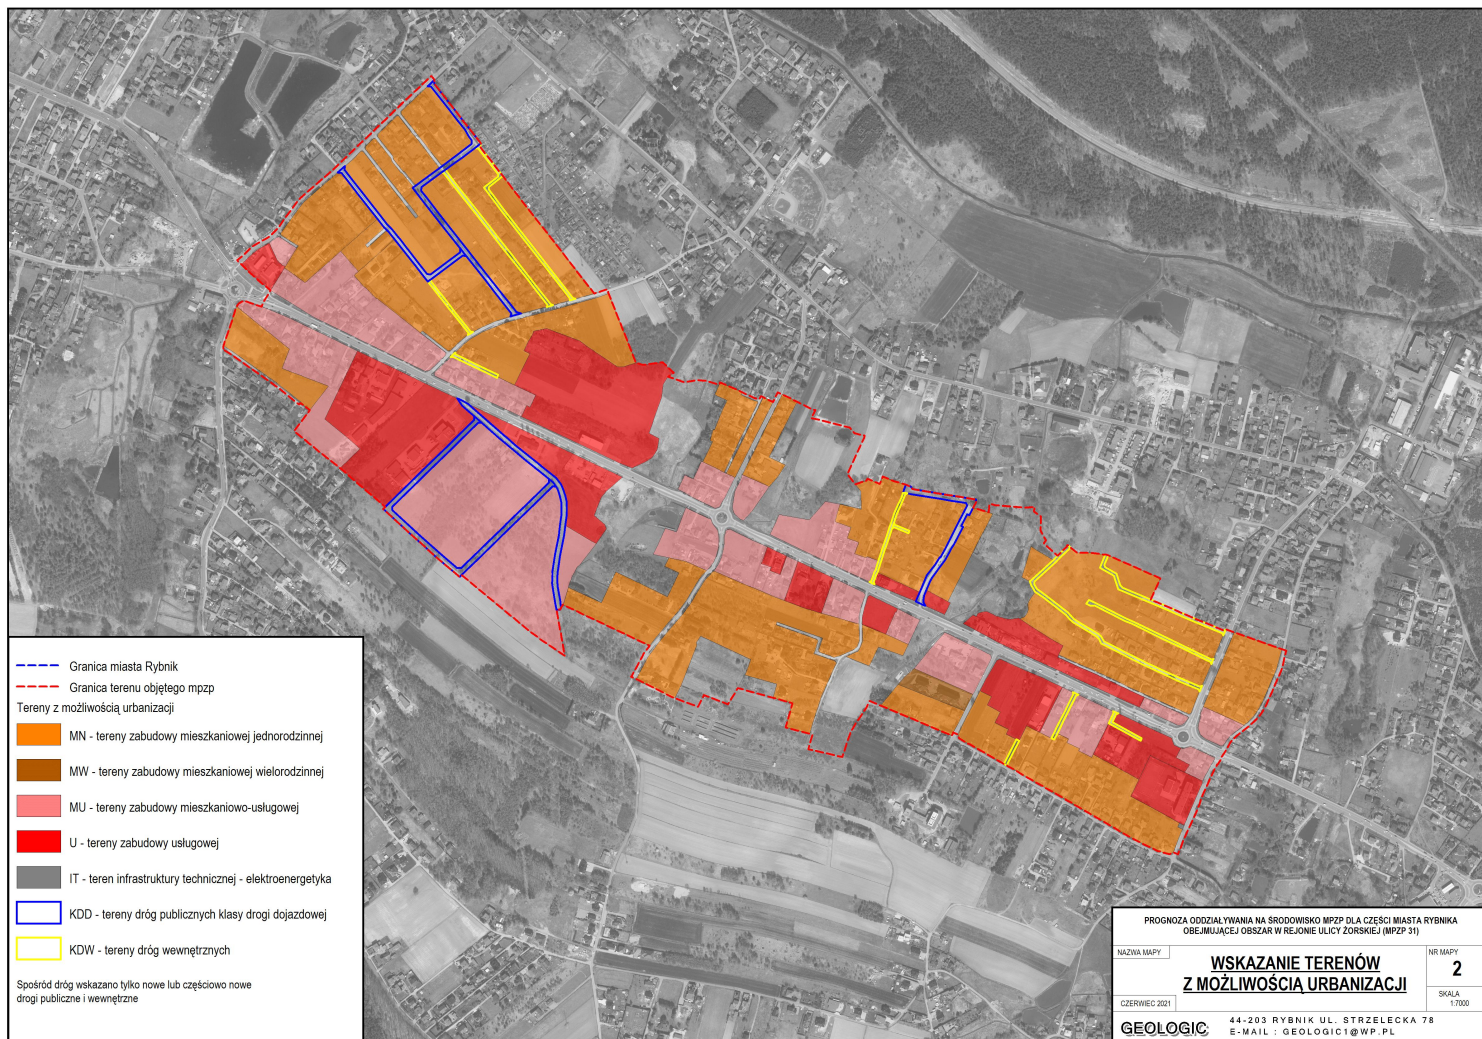 Granica miasta Rybnik
Granica terenu objętego mpzp
Tereny z możliwością urbanizacji
MN - tereny zabudowy mieszkaniowej jednorodzinnej
MW - tereny zabudowy mieszkaniowej wielorodzinnej
MU - tereny zabudowy mieszkaniowo-usługowej
U - tereny zabudowy usługowej
IT - teren infrastruktury technicznej - elektroenergetyka
KDD - tereny dróg publicznych klasy drogi dojazdowej
KDW - tereny dróg wewnętrznych
Spośród dróg wskazano tylko nowe lub częściowo nowe
drogi publiczne i wewnętrzne
PROGNOZA ODDZIAŁYWANIA NA ŚRODOWISKO MPZP DLA CZĘŚCI MIASTA RYBNIKA
OBEJMUJĄCEJ OBSZAR W REJONIE ULICY ŻORSKIEJ (MPZP 31)
NAZWA MAPY
WSKAZANIE TERENÓW
Z MOŻLIWOŚCIĄ URBANIZACJI
NR MAPY
2
CZERWIEC 2021
SKALA
1:7000
GEOLOGIC
44-203 RYBNIK UL. STRZELECKA 78
E-MAIL : GEOLOGIC1@WP.PL